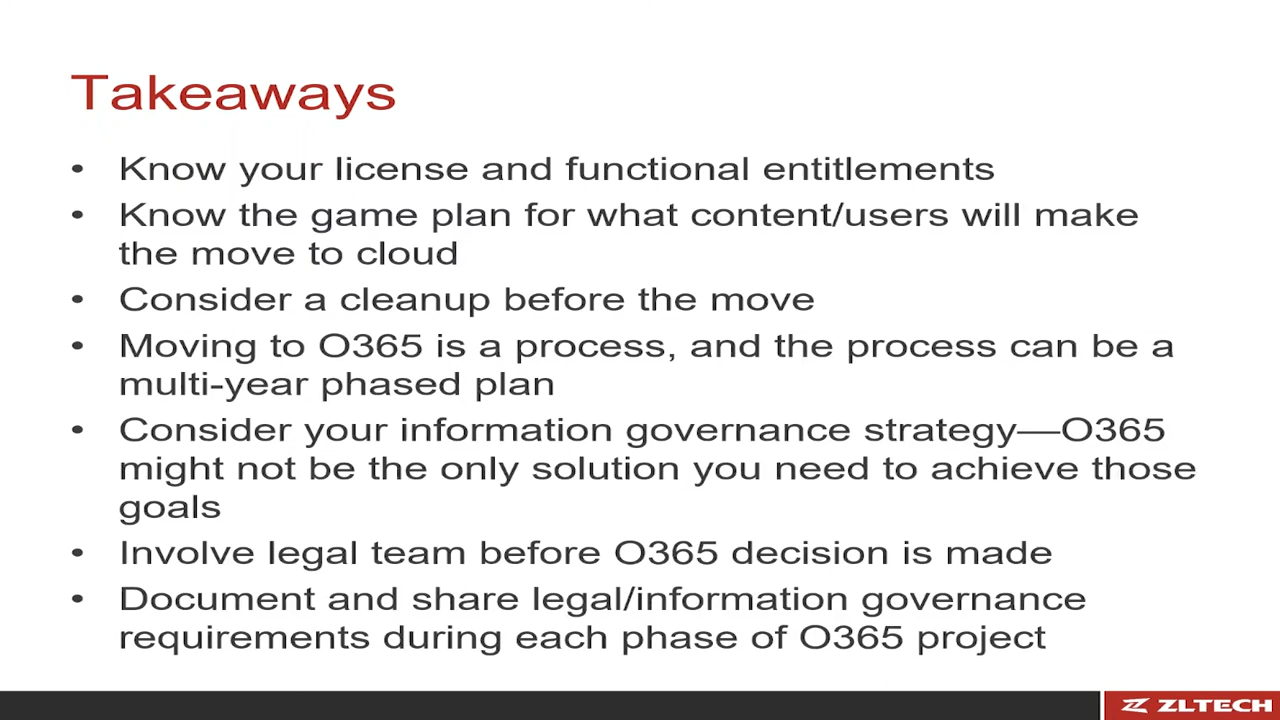 Takeaways
• Know your license and functional entitlements
• Know the game plan for what content/users will make
the move to cloud
• Consider a cleanup before the move
• Moving to O365 is a process, and the process can be a
multi-year phased plan
• Consider your information governance strategy—O365
might not be the only solution you need to achieve those
goals
• Involve legal team before O365 decision is made
• Document and share legal/information governance
requirements during each phase of O365 project
ZLTECH